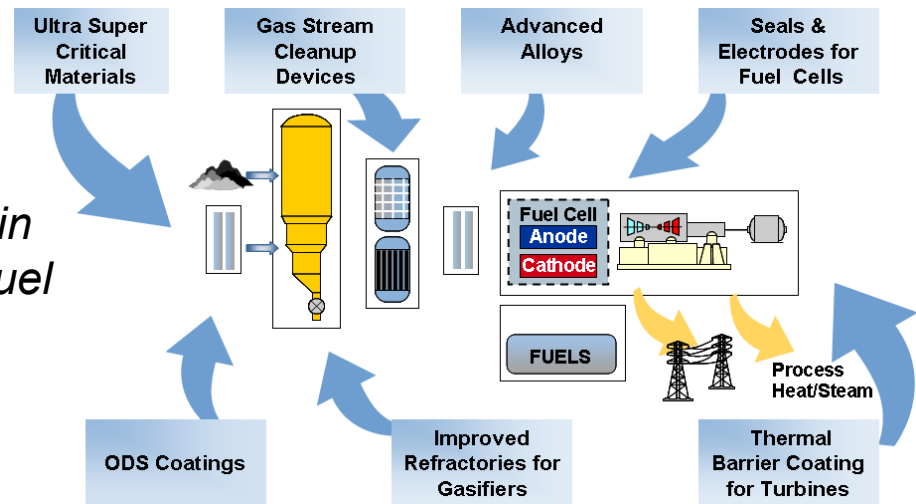 Ultra Super
Critical
Materials
Gas Stream
Cleanup
Devices
Advanced
Alloys
Seals &
Electrodes for
Fuel Cells
in
uel
Fuel Cell
Anode
Cathode
FUELS
Process
Heat/Steam
ODS Coatings
Improved
Refractories for
Gasifiers
Thermal
Barrier Coating
for Turbines